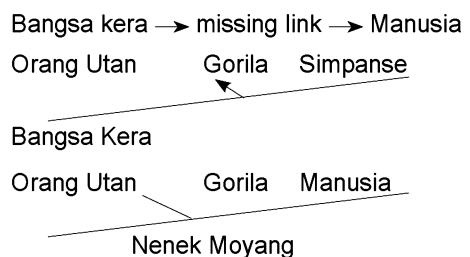 Bangsa kera → missing link → Manusia
Orang Utan Gorila Simpanse
Bangsa Kera
Orang Utan Gorila Manusia
Nenek Moyang